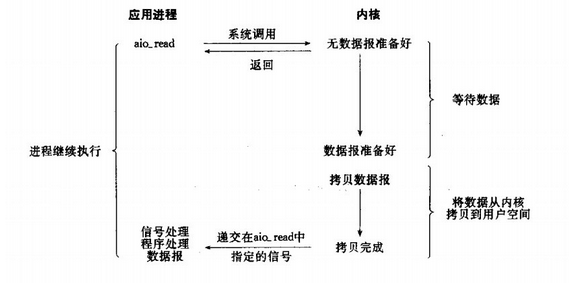 应用进程
内核
aio_read
系统调用
返回
无数据报准备好
等待数据
进程继续执行
数据报准备好
拷贝数据报
将数据从内核
拷贝到用户空间
信号处理
程序处理
数据报
递交在aio_read中
指定的信号
拷贝完成